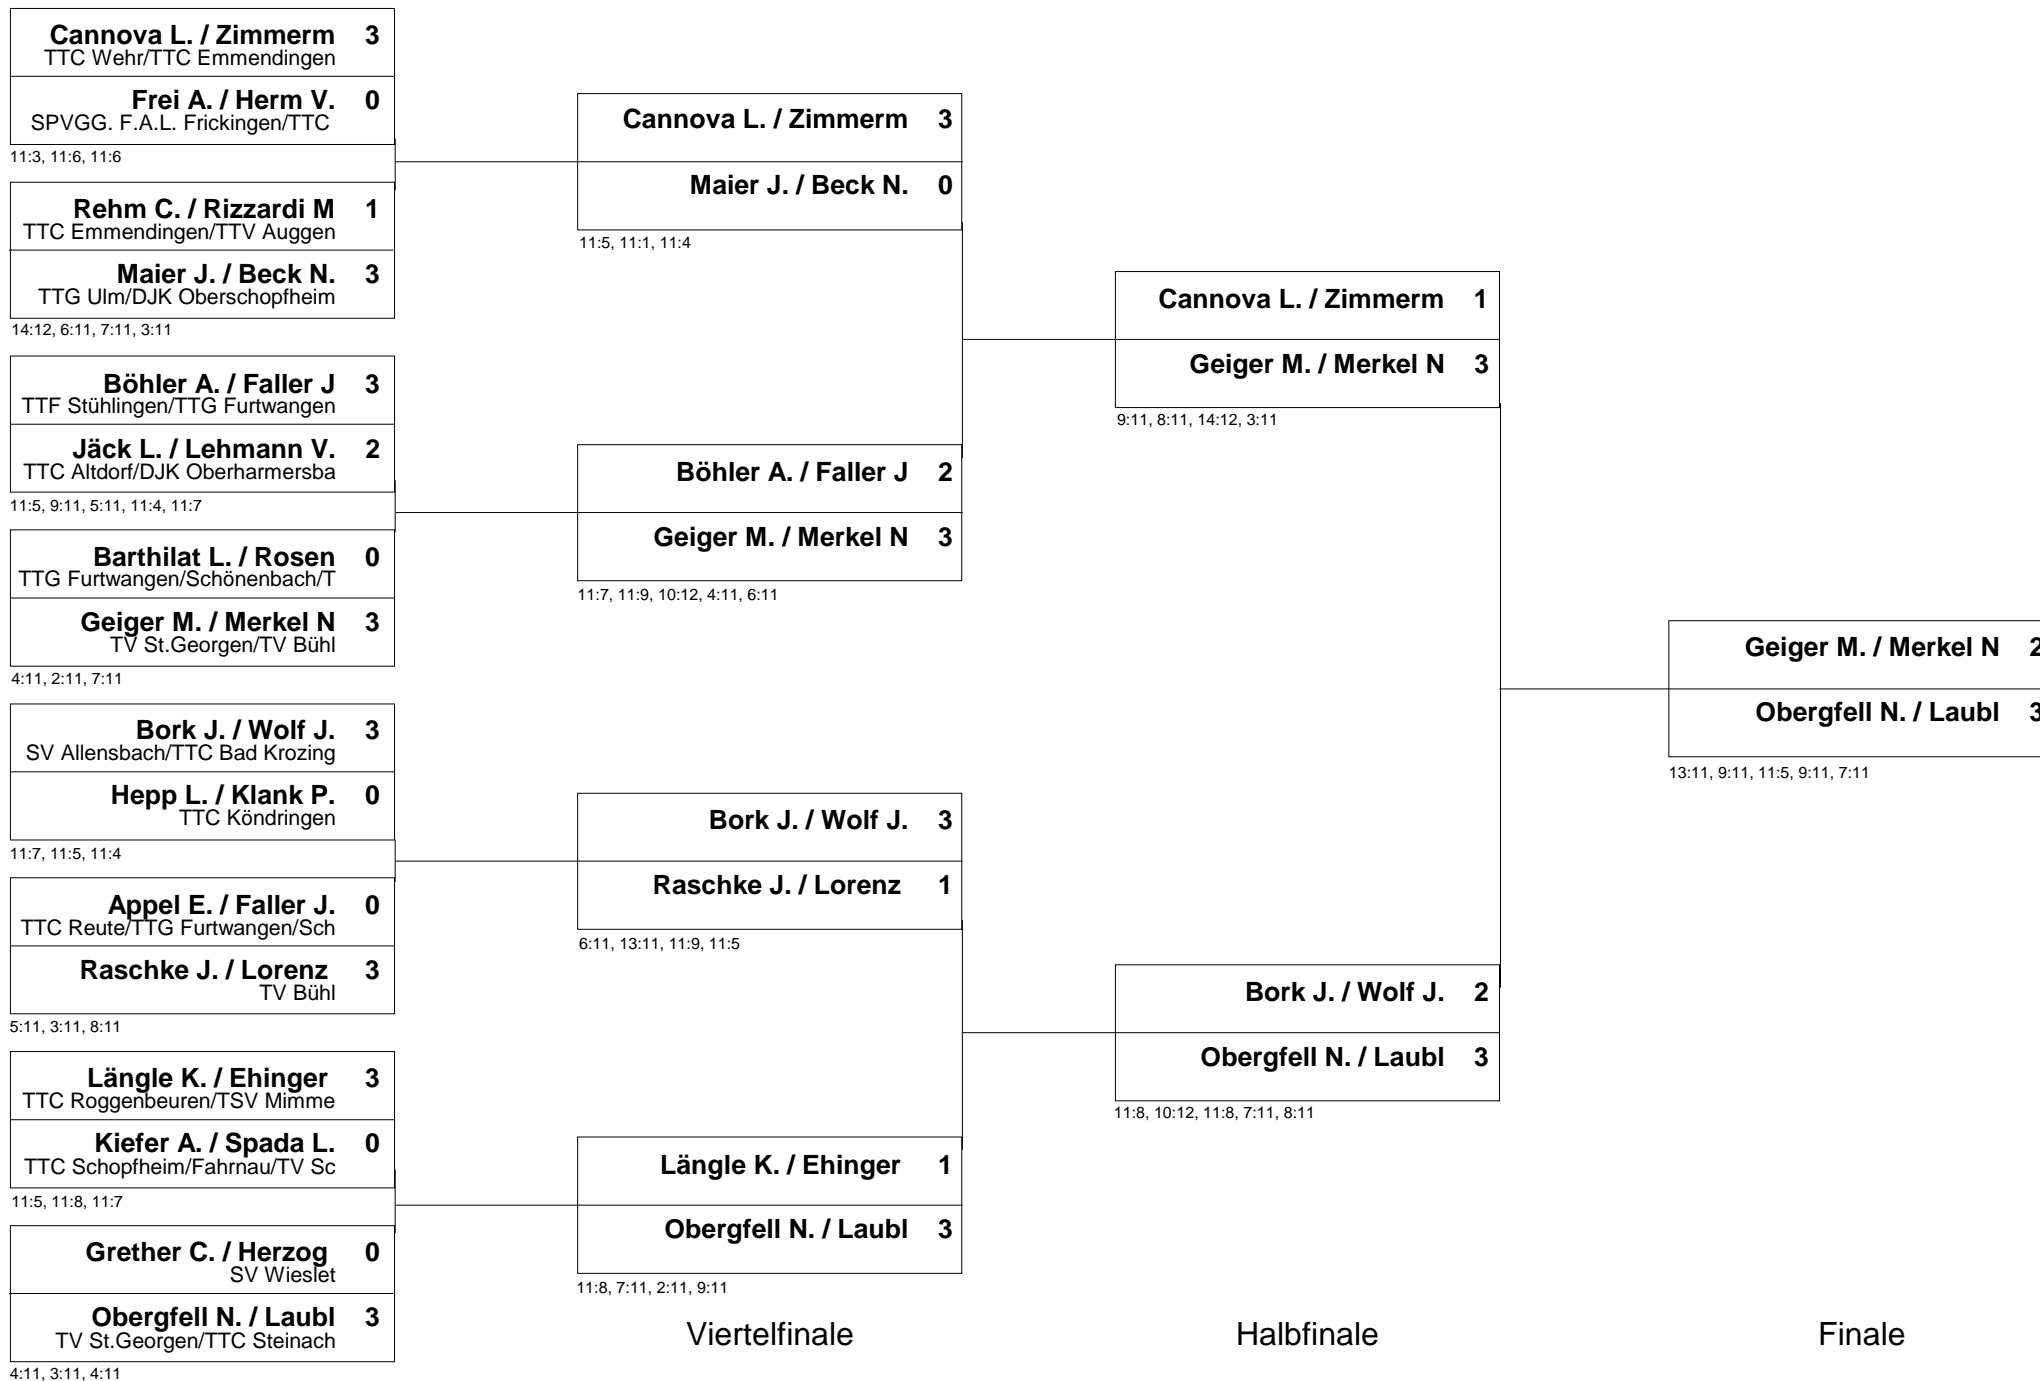 Cannova L. / Zimmerm 3
TTC Wehr/TTC Emmendingen
Frei A. / Herm V. 0
SPVGG. F.A.L. Frickingen/TTC
11:3, 11:6, 11:6
Rehm C. / Rizzardi M 1
TTC Emmendingen/TTV Auggen
Maier J. / Beck N. 3
TTG Ulm/DJK Oberschopfheim
14:12, 6:11, 7:11, 3:11
Böhler A. / Faller J 3
TTF Stühlingen/TTG Furtwangen
Jäck L. / Lehmann V. 2
TTC Altdorf/DJK Oberharmersba
11:5, 9:11, 5:11, 11:4, 11:7
Barthilat L. / Rosen 0
TTG Furtwangen/Schönenbach/T
Geiger M. / Merkel N 3
TV St.Georgen/TV Bühl
4:11, 2:11, 7:11
Bork J. / Wolf J. 3
SV Allensbach/TTC Bad Krozing
Hepp L. / Klank P. 0
TTC Köndringen
11:7, 11:5, 11:4
Appel E. / Faller J. 0
TTC Reute/TTG Furtwangen/Sch
Raschke J. / Lorenz 3
TV Bühl
5:11, 3:11, 8:11
Längle K. / Ehinger 3
TTC Roggenbeuren/TSV Mimme
Kiefer A. / Spada L. 0
TTC Schopfheim/Fahrnau/TV Sc
11:5, 11:8, 11:7
Grether C. / Herzog 0
SV Wieslet
Obergfell N. / Laubl 3
TV St.Georgen/TTC Steinach
4:11, 3:11, 4:11
Cannova L. / Zimmerm 3
Maier J. / Beck N. 0
11:5, 11:1, 11:4
Böhler A. / Faller J 2
Geiger M. / Merkel N 3
11:7, 11:9, 10:12, 4:11, 6:11
Bork J. / Wolf J. 3
Raschke J. / Lorenz 1
6:11, 13:11, 11:9, 11:5
Längle K. / Ehinger 1
Obergfell N. / Laubl 3
11:8, 7:11, 2:11, 9:11
Viertelfinale
Cannova L. / Zimmerm 1
Geiger M. / Merkel N 3
9:11, 8:11, 14:12, 3:11
Bork J. / Wolf J. 2
Obergfell N. / Laubl 3
11:8, 10:12, 11:8, 7:11, 8:11
Halbfinale
Geiger M. / Merkel N 2
Obergfell N. / Laubl 3
13:11, 9:11, 11:5, 9:11, 7:11
Finale